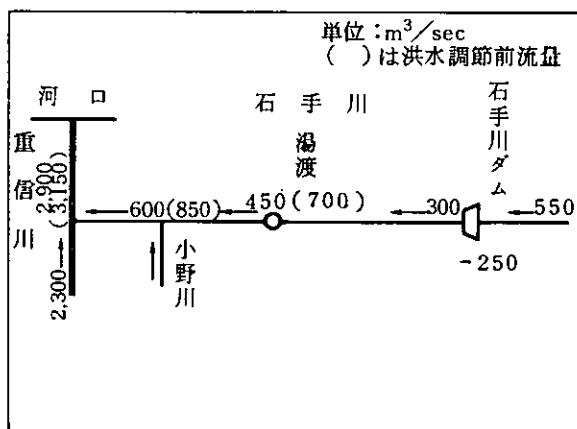 単位:m³/sec
( )は洪水調節前流量
河口
石手川
石手川ダム
重信川
湯渡
2,900
(3,150)
600(850)
450(700)
300
550
小野川
-250
2,300